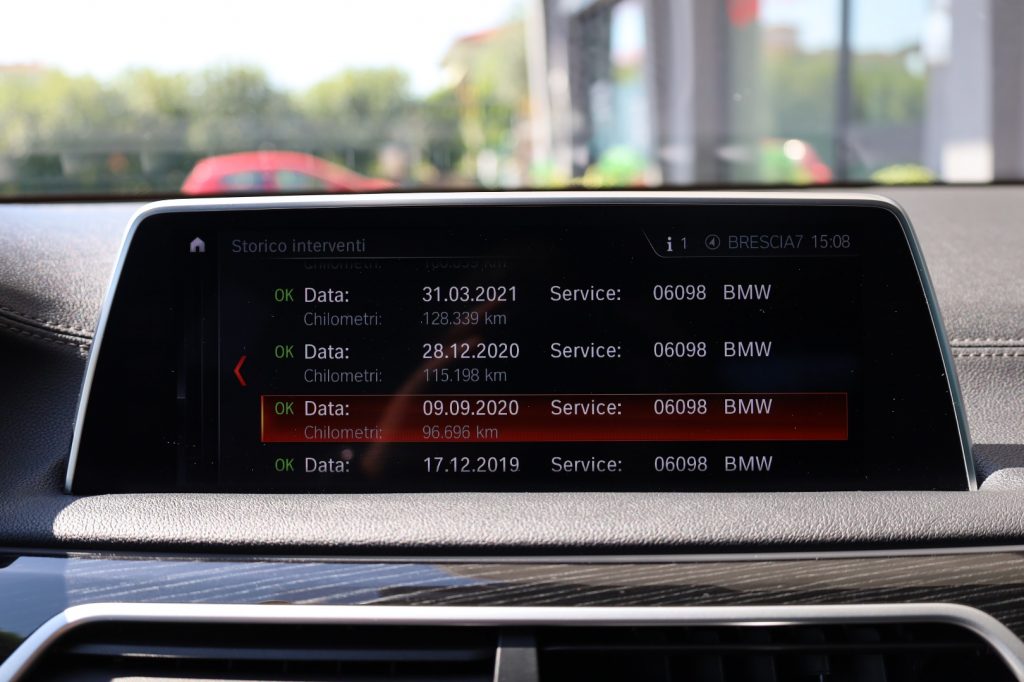 Storico interventi
i 1 BRESCIA7 15:08
Chilometri:
OK Data: 31.03.2021 Service: 06098 BMW
Chilometri: 128.339 km
OK Data: 28.12.2020 Service: 06098 BMW
Chilometri: 115.198 km
OK Data: 09.09.2020 Service: 06098 BMW
Chilometri: 96.696 km
OK Data: 17.12.2019 Service: 06098 BMW